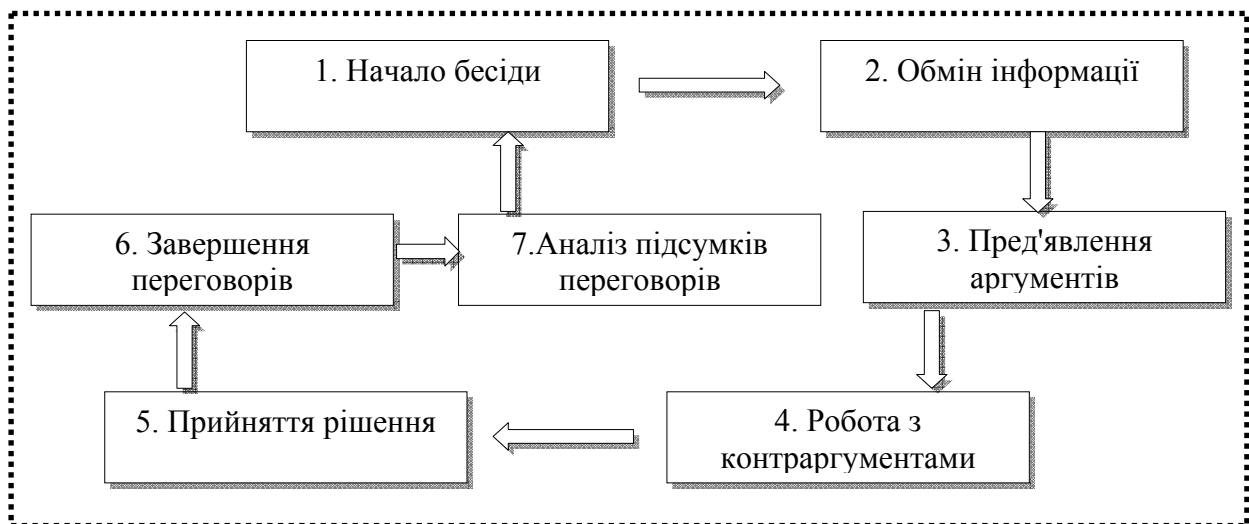 1. Начало бесіди
2. Обмін інформації
3. Пред'явлення
аргументів
4. Робота з
контраргументами
5. Прийняття рішення
6. Завершення
переговорів
7.Аналіз підсумків
переговорів